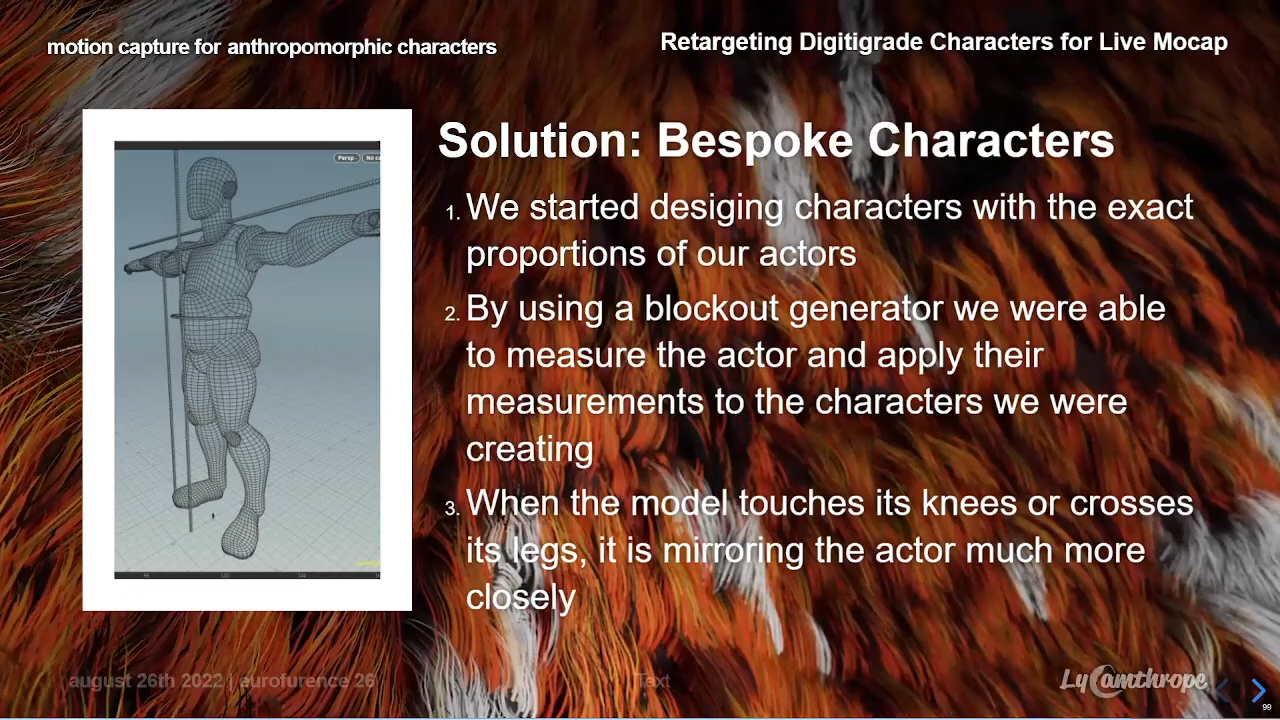 motion capture for anthropomorphic characters
Retargeting Digitigrade Characters for Live Mocap
Solution: Bespoke Characters
1. We started desiging characters with the exact
proportions of our actors
2. By using a blockout generator we were able
to measure the actor and apply their
measurements to the characters we were
creating
3. When the model touches its knees or crosses
its legs, it is mirroring the actor much more
closely
Persp
august 26th 2022 | eurofurence 26
Text
LyCamthrope
99